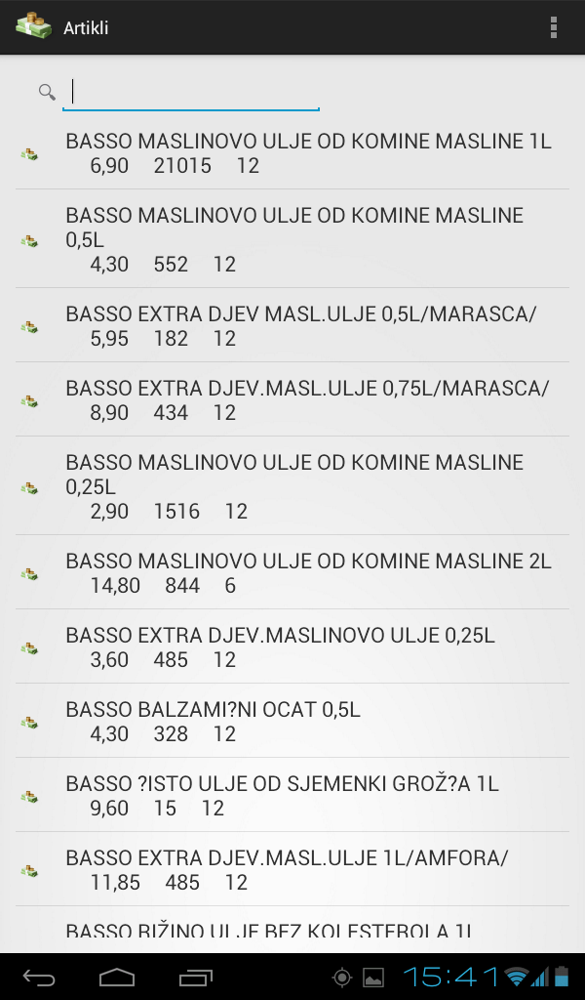 Artikli
BASSO MASLINOVO ULJE OD KOMINE MASLINE 1L
6,90 21015 12
BASSO MASLINOVO ULJE OD KOMINE MASLINE
0,5L
4,30 552 12
BASSO EXTRA DJEV MASL.ULJE 0,5L/MARASCA/
5,95 182 12
BASSO EXTRA DJEV.MASL.ULJE 0,75L/MARASCA/
8,90 434 12
BASSO MASLINOVO ULJE OD KOMINE MASLINE
0,25L
2,90 1516 12
BASSO MASLINOVO ULJE OD KOMINE MASLINE 2L
14,80 844 6
BASSO EXTRA DJEV.MASLINOVO ULJE 0,25L
3,60 485 12
BASSO BALZAMI?NI OCAT 0,5L
4,30 328 12
BASSO ?ISTO ULJE OD SJEMENKI GROŽ?A 1L
9,60 15 12
BASSO EXTRA DJEV.MASL.ULJE 1L/AMFORA/
11,85 485 12
BASSO RIŽINO ULJE BEZ KOLESTEROLA 1L
15:41